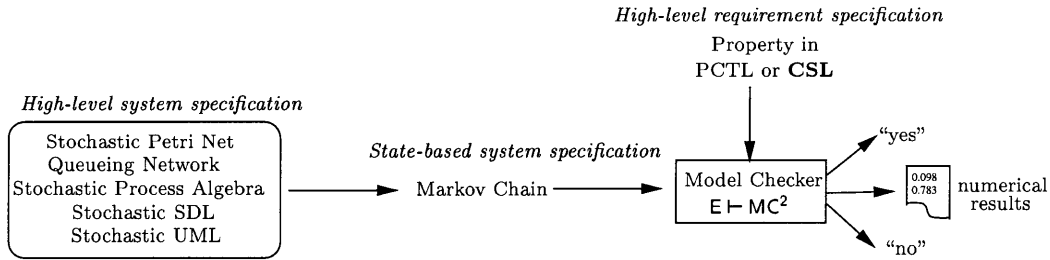 High-level requirement specification
Property in
PCTL or CSL
High-level system specification
Stochastic Petri Net
Queueing Network
Stochastic Process Algebra
Stochastic SDL
Stochastic UML
State-based system specification
Markov Chain
Model Checker
E⊢MC²
"yes"
0.098
0.783
numerical
results
"no"